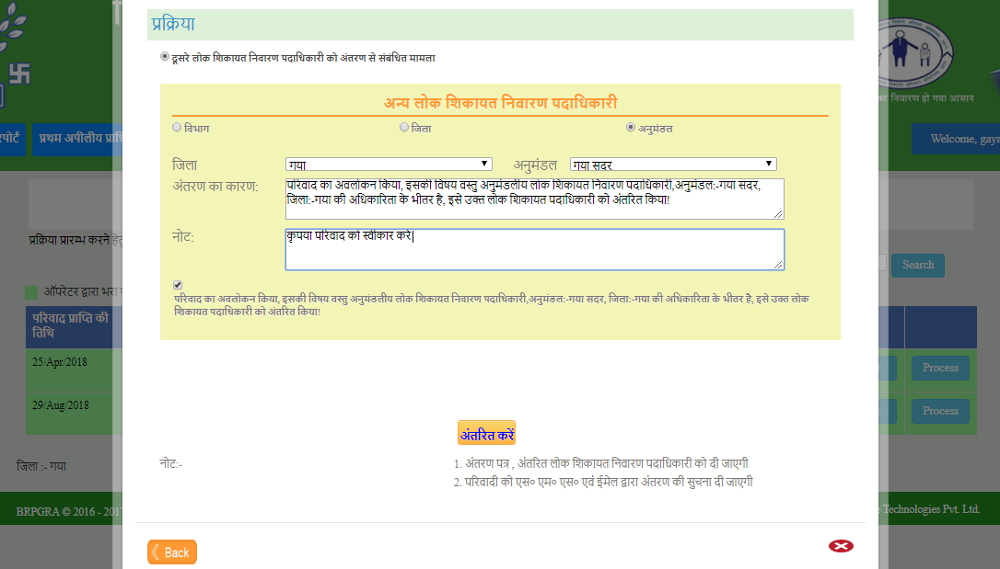 प्रक्रिया
दूसरे लोक शिकायत निवारण पदाधिकारी को अंतरण से संबंधित मामला
अन्य लोक शिकायत निवारण पदाधिकारी
विभाग जिला अनुमंडल
जिला गया अनुमंडल गया सदर
अंतरण का कारण: परिवाद का अवलोकन किया, इसकी विषय वस्तु अनुमंडलीय लोक शिकायत निवारण पदाधिकारी,अनुमंडल:-गया सदर,
जिला:-गया की अधिकारिता के भीतर है, इसे उक्त लोक शिकायत पदाधिकारी को अंतरित किया!
नोट: कृपया परिवाद को स्वीकार करे
परिवाद का अवलोकन किया, इसकी विषय वस्तु अनुमंडलीय लोक शिकायत निवारण पदाधिकारी,अनुमंडल:-गया सदर, जिला:-गया की अधिकारिता के भीतर है, इसे उक्त लोक
शिकायत पदाधिकारी को अंतरित किया!
अंतरित करें
नोट:- 1. अंतरण पत्र , अंतरित लोक शिकायत निवारण पदाधिकारी को दी जाएगी
2. परिवादी को एस० एम० एस० एवं ईमेल द्वारा अंतरण की सुचना दी जाएगी
Back
निवारण हो गया आसान
प्रथम अपीलीय
Welcome,
प्रक्रिया प्रारम्भ करने
Search
ऑपरेटर द्वारा भरा
परिवाद प्राप्ति की
तिथि
25/Apr/2018 Process
29/Aug/2018 Process
जिला :- गया
BRPGRA © 2016 - Technologies Pvt. Ltd.